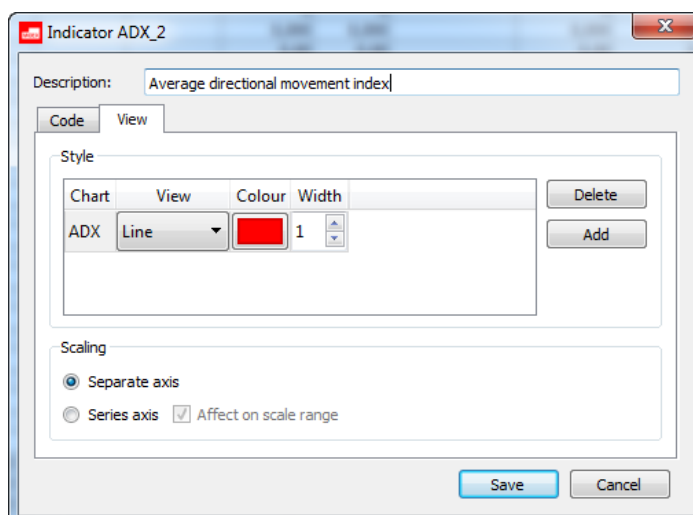 Indicator ADX_2
Description: Average directional movement index
Code View
Style
Chart View Colour Width
ADX Line 1
Delete
Add
Scaling
Separate axis
Series axis Affect on scale range
Save Cancel